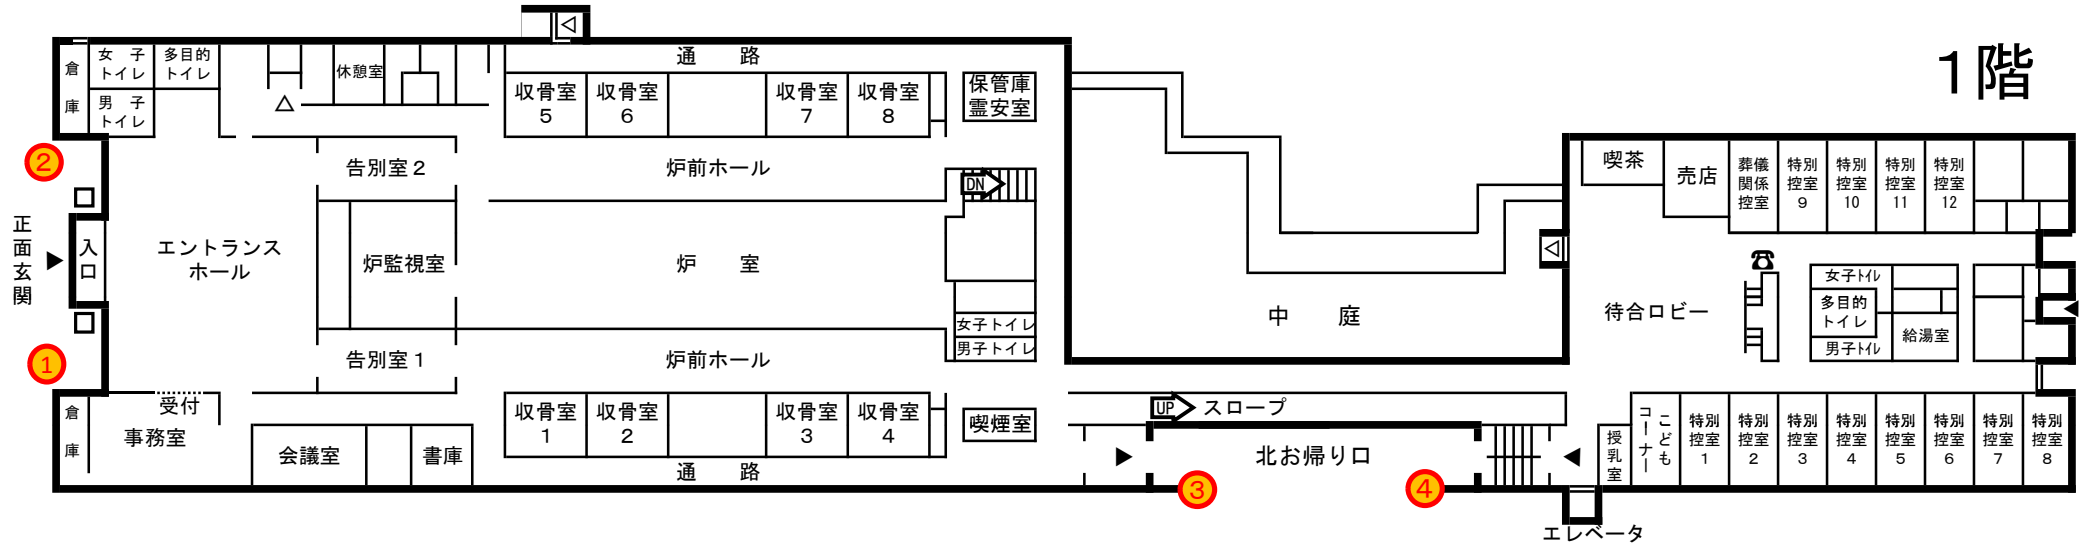 1階
倉庫
女子トイレ
多目的トイレ
男子トイレ
休憩室
通路
収骨室5
収骨室6
収骨室7
収骨室8
保管庫
霊安室
②
告別室2
炉前ホール
DN
正面玄関
入口
エントランス
ホール
炉監視室
炉室
女子トイレ
男子トイレ
告別室1
炉前ホール
①
倉庫
受付
事務室
会議室
書庫
収骨室1
収骨室2
収骨室3
収骨室4
喫煙室
通路
中庭
UP
スロープ
北お帰り口
③
④
エレベータ
喫茶
売店
葬儀関係控室
特別控室9
特別控室10
特別控室11
特別控室12
待合ロビー
女子トイレ
多目的トイレ
男子トイレ
給湯室
授乳室
こどもコーナー
特別控室1
特別控室2
特別控室3
特別控室4
特別控室5
特別控室6
特別控室7
特別控室8